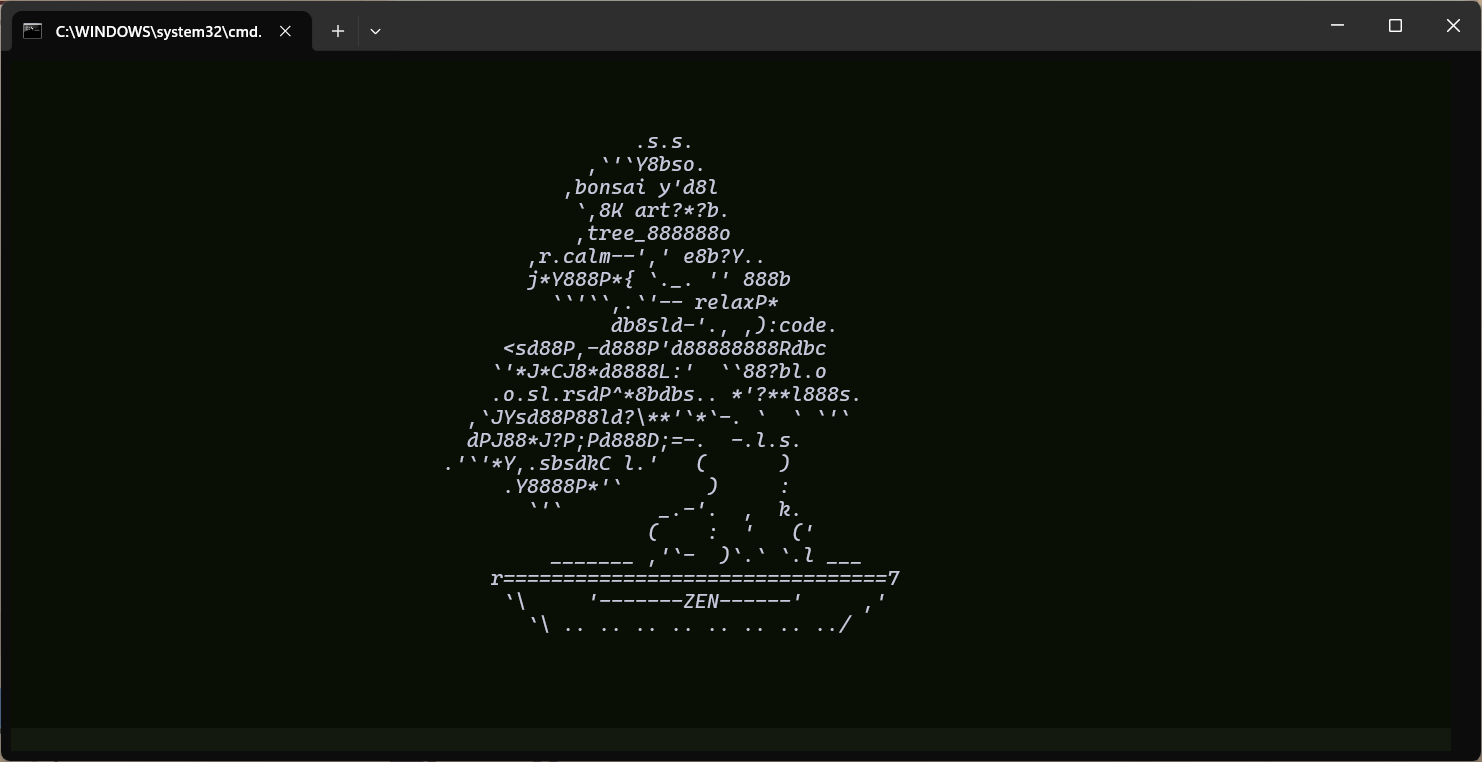 C:\WINDOWS\system32\cmd.
                .s.s.
            ,`'`Y8bso.
          ,bonsai y'd8l
           `,8K art?*?b.
           ,tree_888888o
       ,r.calm--',' e8b?Y..
       j*Y888P*{ `._. '' 888b
         ``'``,.`'-- relaxP*
              db8sld-'., ,):code.
     <sd88P,-d888P'd88888888Rdbc
    `'*J*CJ8*d8888L:'  ``88?bl.o
    .o.sl.rsdP^*8bdbs.. *'?**l888s.
  ,`JYsd88P88ld?\**'`*`-. `  ` `'`
  dPJ88*J?P;Pd888D;=-.  -.l.s.
.'`'*Y,.sbsdkC l.'   (      )
     .Y8888P*'`       )     :
       `'`        _.-'.  ,  k.
                 (    :  '   ('
         _______ ,'`-  )`.` `.l ___
    r================================7
     `\     '-------ZEN------'     ,'
       `\ .. .. .. .. .. .. .. ../